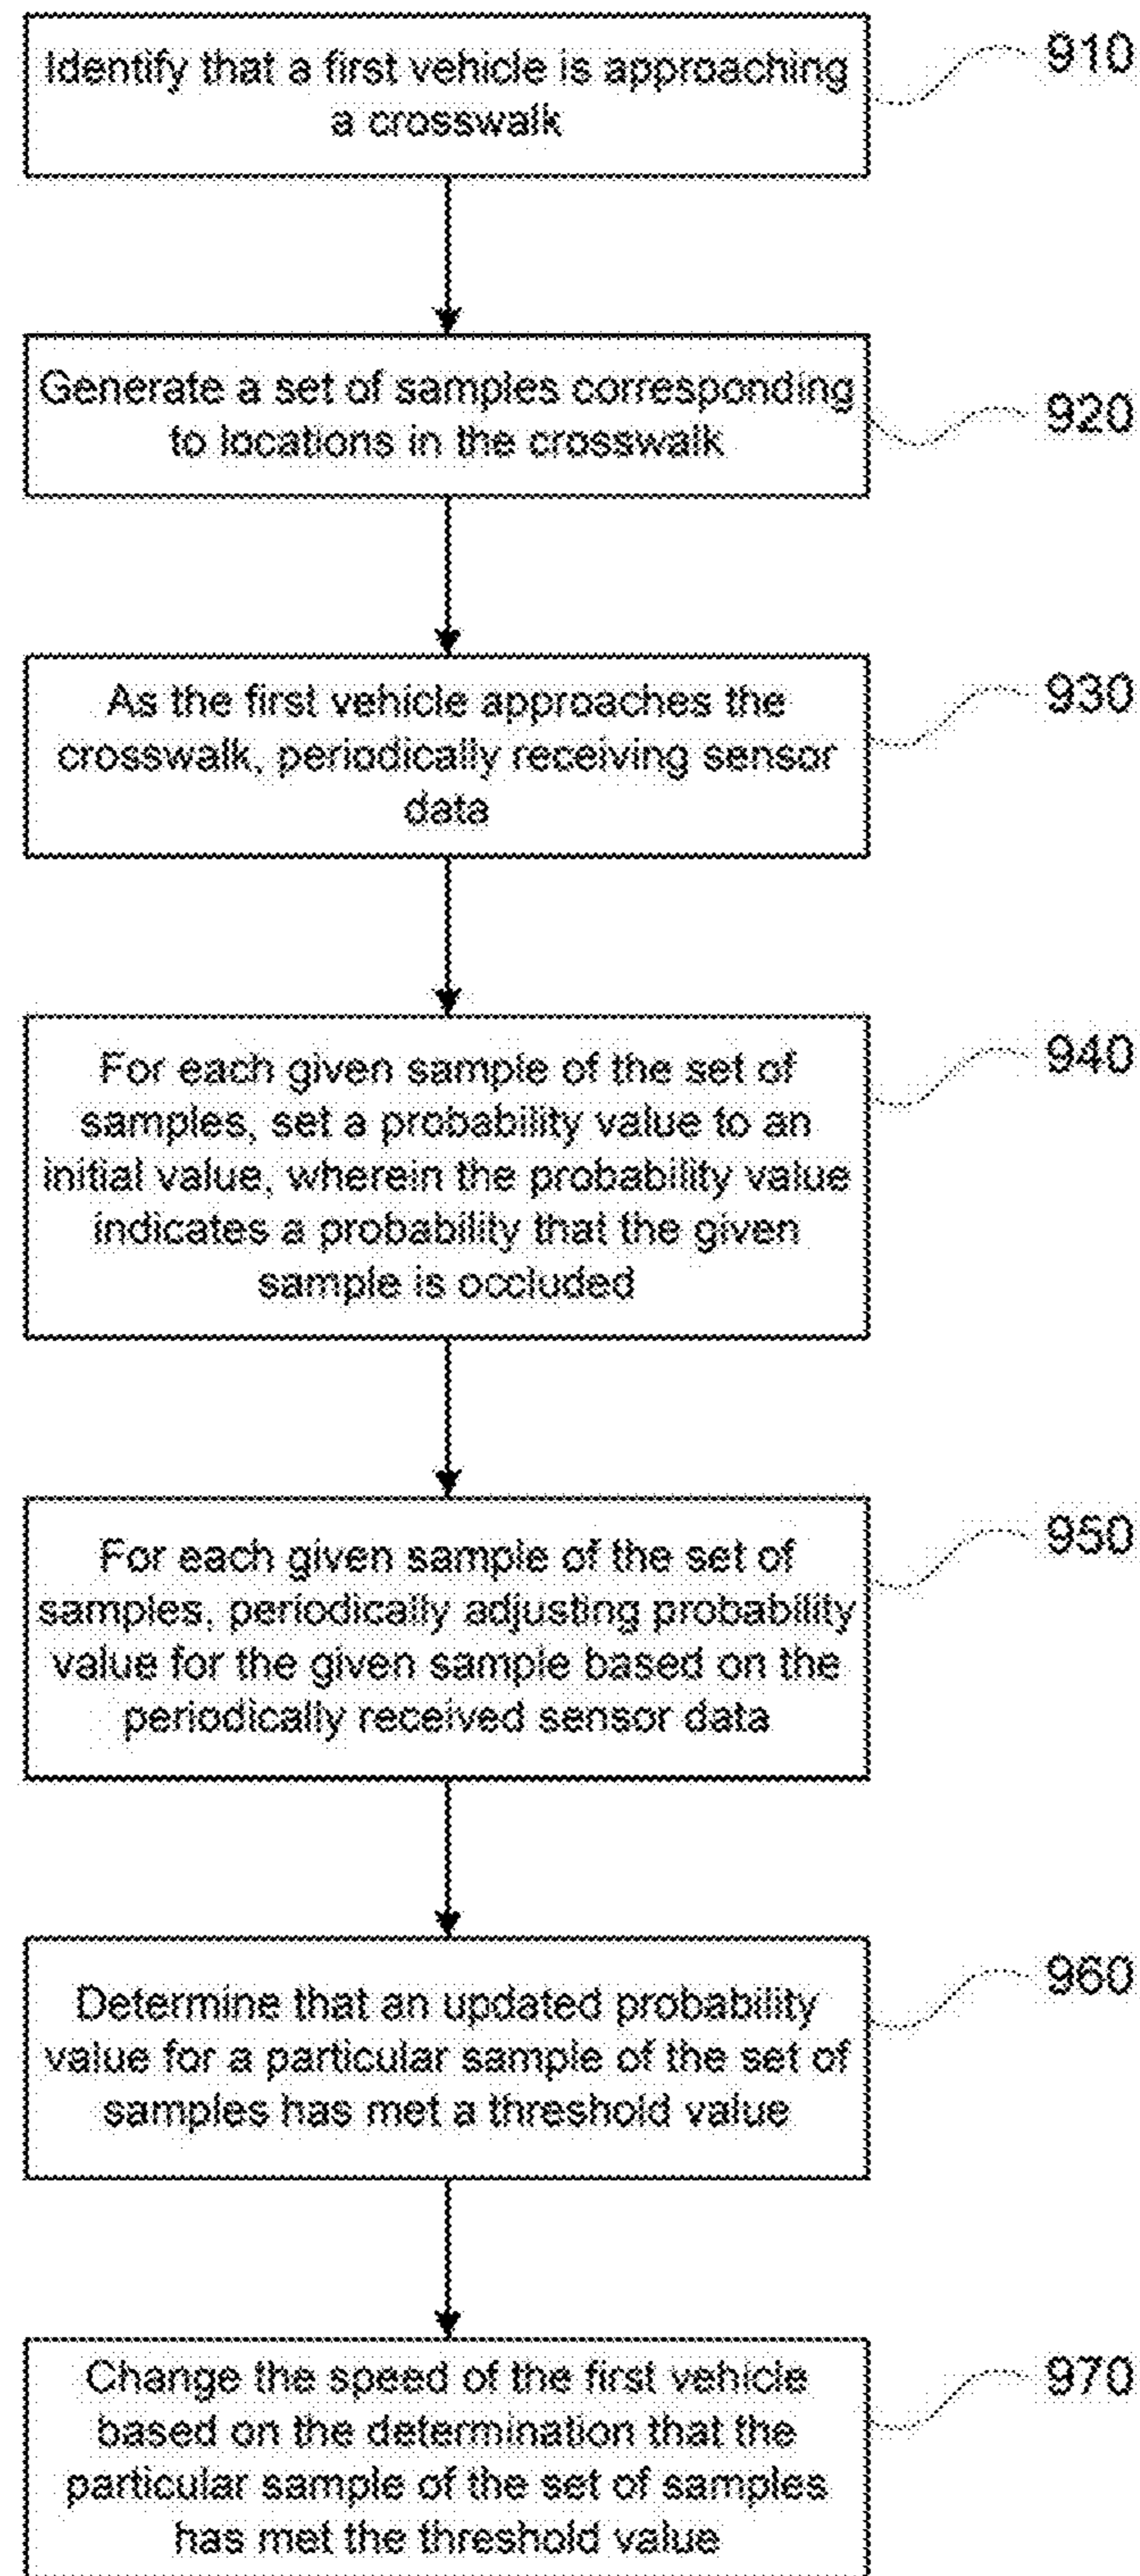 Identify that a first vehicle is approaching
a crosswalk
910
Generate a set of samples corresponding
to locations in the crosswalk
920
As the first vehicle approaches the
crosswalk, periodically receiving sensor
data
930
For each given sample of the set of
samples, set a probability value to an
initial value, wherein the probability value
indicates a probability that the given
sample is occluded
940
For each given sample of the set of
samples, periodically adjusting probability
value for the given sample based on the
periodically received sensor data
950
Determine that an updated probability
value for a particular sample of the set of
samples has met a threshold value
960
Change the speed of the first vehicle
based on the determination that the
particular sample of the set of samples
has met the threshold value
970